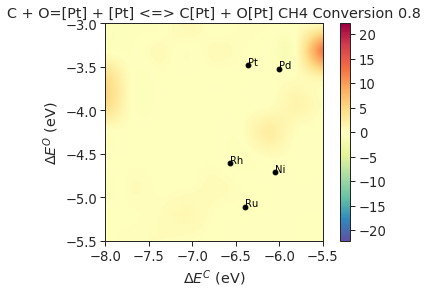 C + O=[Pt] + [Pt] <=> C[Pt] + O[Pt] CH4 Conversion 0.8
−3.0
−3.5
−4.0
−4.5
−5.0
−5.5
ΔE^O (eV)
Pt
Pd
Rh
Ni
Ru
−8.0 −7.5 −7.0 −6.5 −6.0 −5.5
ΔE^C (eV)
20
15
10
5
0
−5
−10
−15
−20